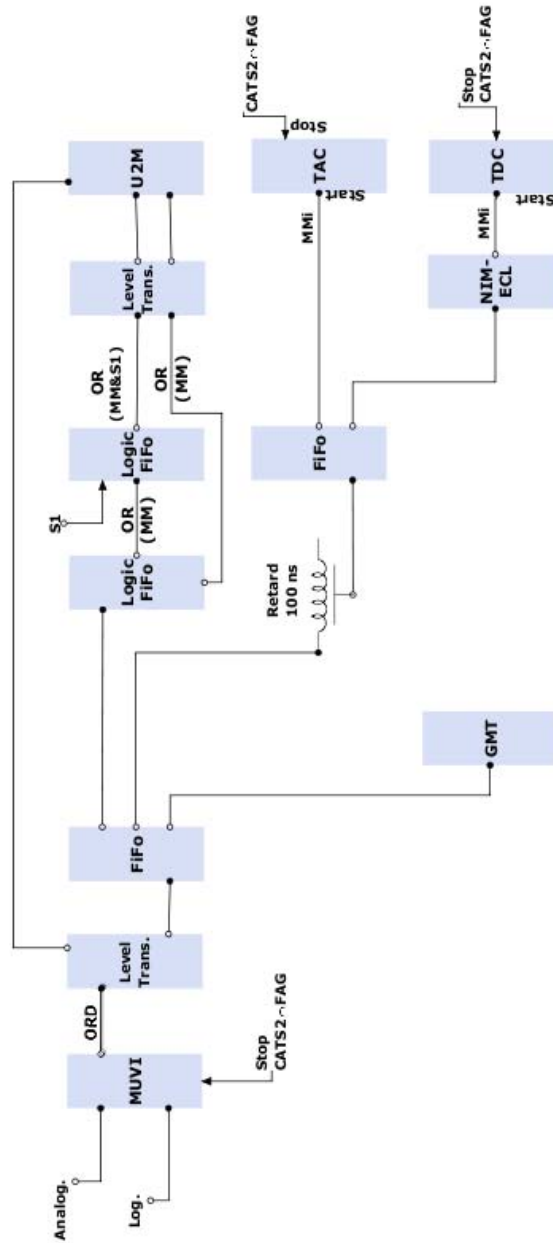 Analog.
Log.
MUVI
Stop
CATS2∩FAG
ORD
Level
Trans.
FiFo
GMT
Retard
100 ns
Logic
FiFo
OR
(MM)
S1
Logic
FiFo
OR
(MM&S1)
OR
(MM)
Level
Trans.
U2M
FiFo
MMi
Start
TAC
Stop
CATS2∩FAG
NIM-
ECL
MMi
Start
TDC
Stop
CATS2∩FAG